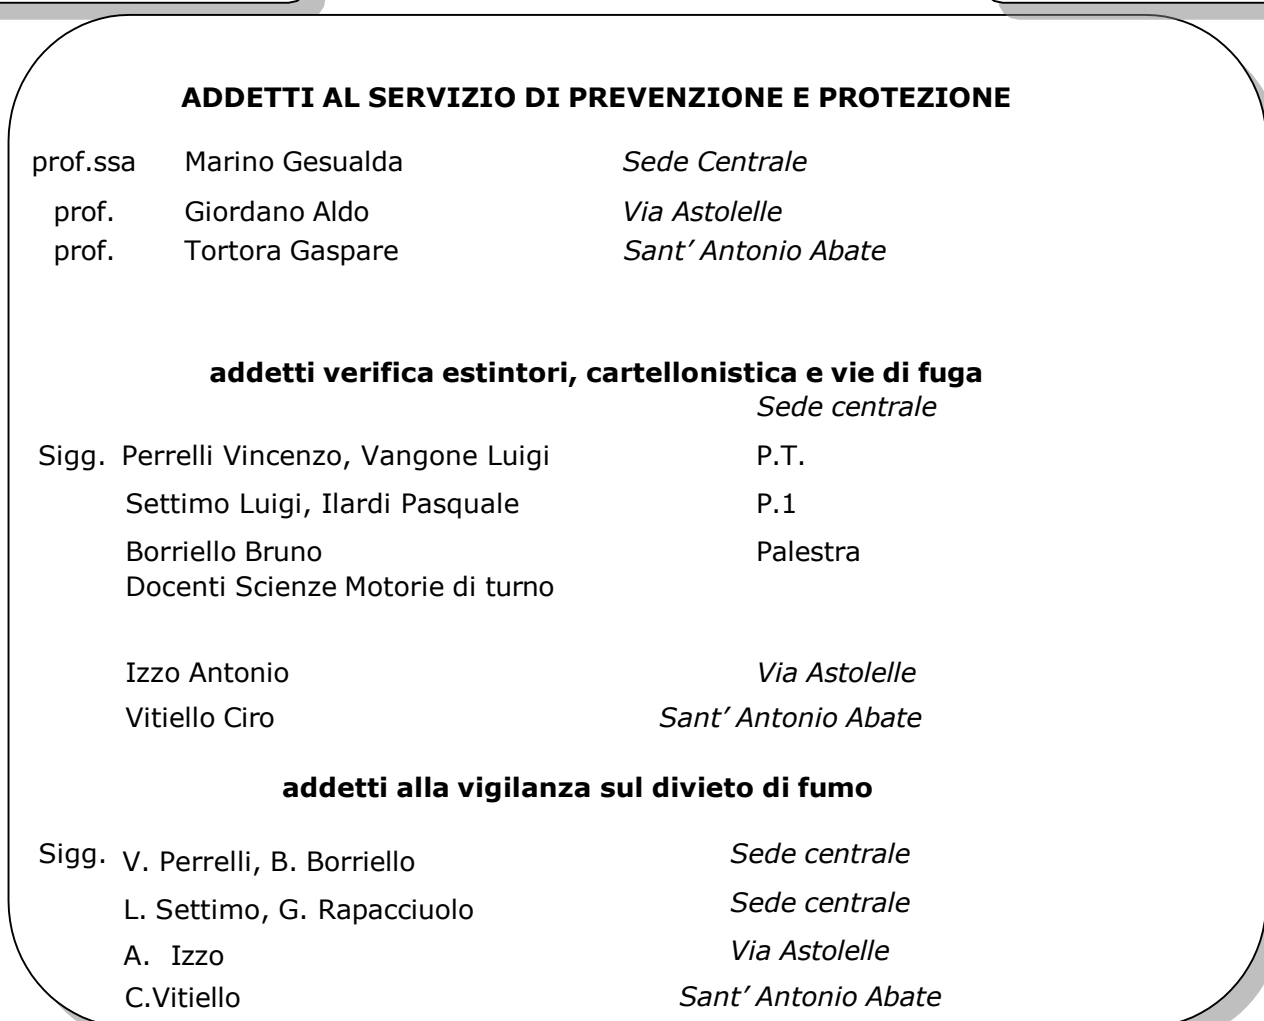 ADDETTI AL SERVIZIO DI PREVENZIONE E PROTEZIONE
prof.ssa Marino Gesualda Sede Centrale
prof. Giordano Aldo Via Astolelle
prof. Tortora Gaspare Sant’ Antonio Abate
addetti verifica estintori, cartellonistica e vie di fuga
Sede centrale
Sigg. Perrelli Vincenzo, Vangone Luigi P.T.
Settimo Luigi, Ilardi Pasquale P.1
Borriello Bruno Palestra
Docenti Scienze Motorie di turno
Izzo Antonio Via Astolelle
Vitiello Ciro Sant’ Antonio Abate
addetti alla vigilanza sul divieto di fumo
Sigg. V. Perrelli, B. Borriello Sede centrale
L. Settimo, G. Rapacciuolo Sede centrale
A. Izzo Via Astolelle
C.Vitiello Sant’ Antonio Abate